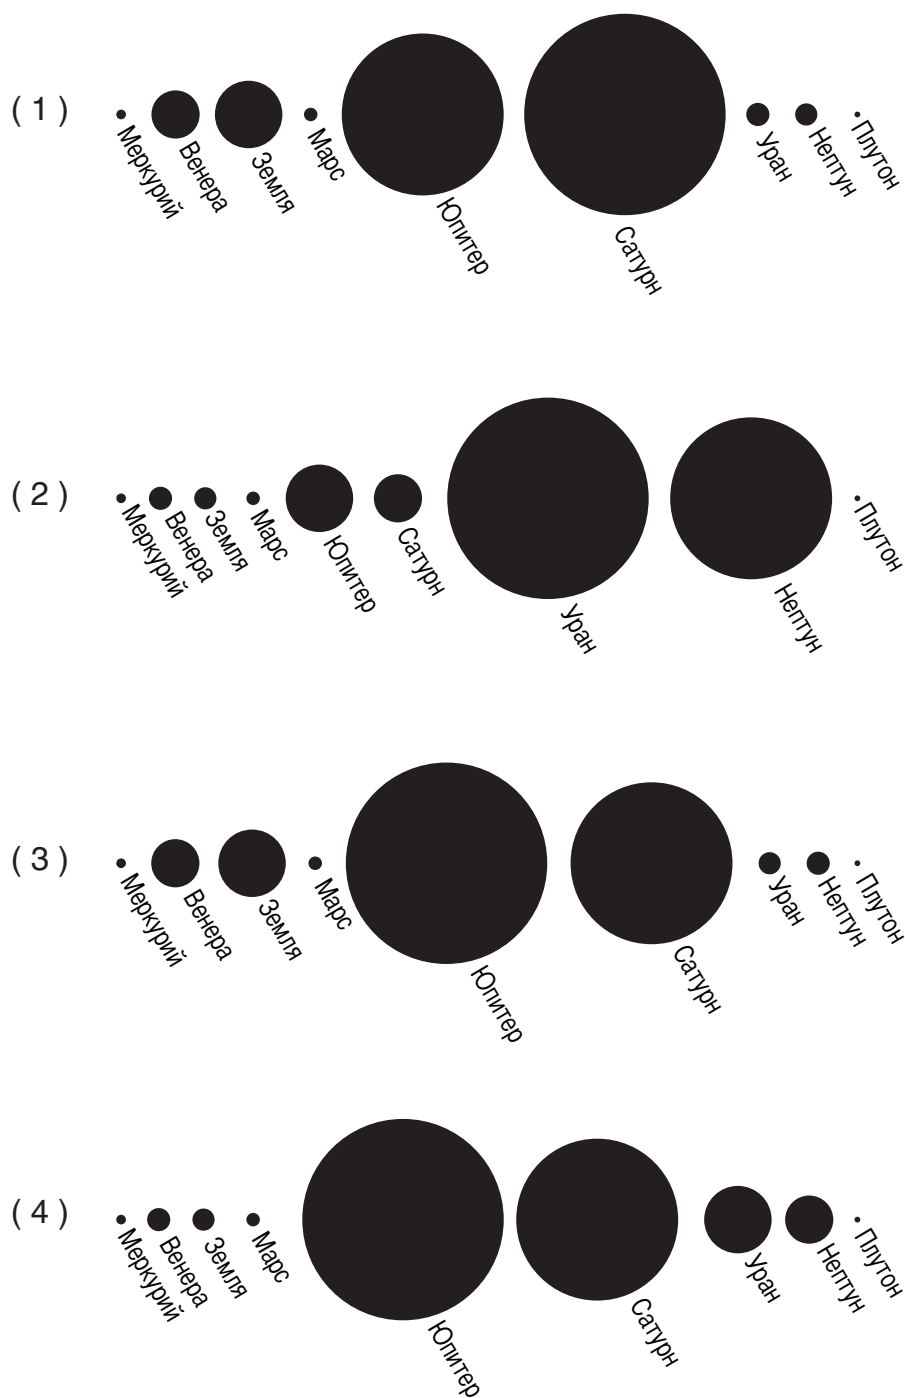 ( 1 )
Меркурий
Венера
Земля
Марс
Юпитер
Сатурн
Уран
Нептун
Плутон
( 2 )
Меркурий
Венера
Земля
Марс
Юпитер
Сатурн
Уран
Нептун
Плутон
( 3 )
Меркурий
Венера
Земля
Марс
Юпитер
Сатурн
Уран
Нептун
Плутон
( 4 )
Меркурий
Венера
Земля
Марс
Юпитер
Сатурн
Уран
Нептун
Плутон